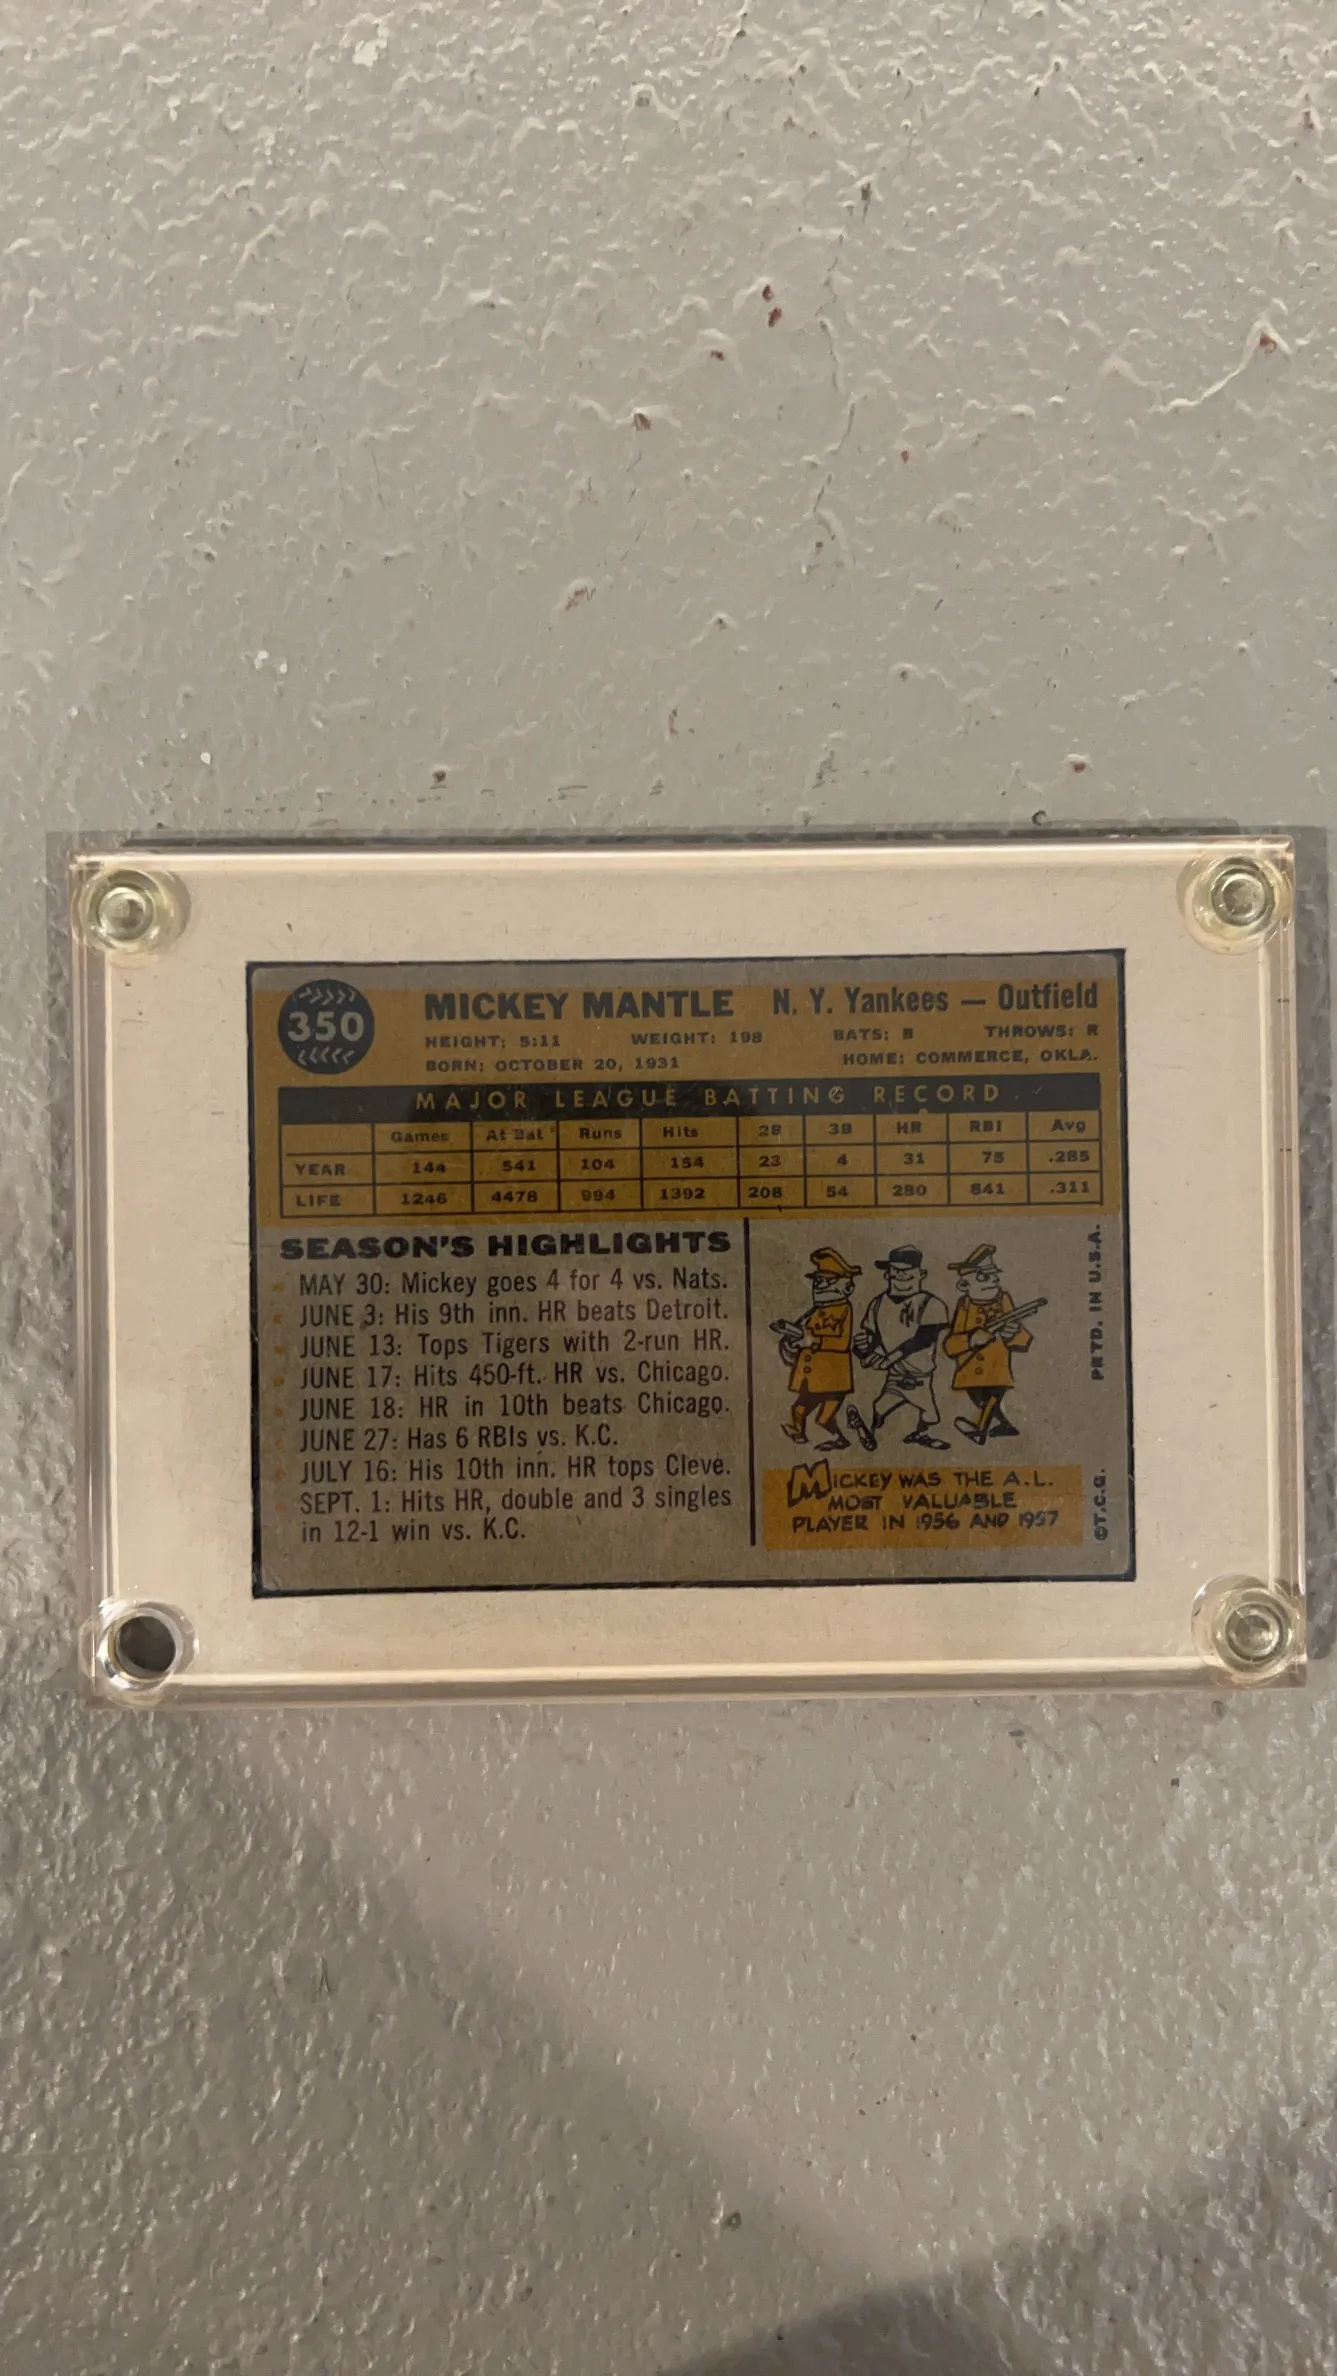 350
MICKEY MANTLE N. Y. Yankees — Outfield
HEIGHT: 5:11 WEIGHT: 198 BATS: B THROWS: R
BORN: OCTOBER 20, 1931 HOME: COMMERCE, OKLA.
MAJOR LEAGUE BATTING RECORD
Games At Bat Runs Hits 2B 3B HR RBI Avg
YEAR 144 541 104 154 23 4 31 75 .285
LIFE 1246 4478 994 1392 208 54 280 841 .311
SEASON'S HIGHLIGHTS
MAY 30: Mickey goes 4 for 4 vs. Nats.
JUNE 3: His 9th inn. HR beats Detroit.
JUNE 13: Tops Tigers with 2-run HR.
JUNE 17: Hits 450-ft. HR vs. Chicago.
JUNE 18: HR in 10th beats Chicago.
JUNE 27: Has 6 RBIs vs. K.C.
JULY 16: His 10th inn. HR tops Cleve.
SEPT. 1: Hits HR, double and 3 singles
in 12-1 win vs. K.C.
NY
MICKEY WAS THE A.L.
MOST VALUABLE
PLAYER IN 1956 AND 1957
©T.C.G. PRTD. IN U.S.A.